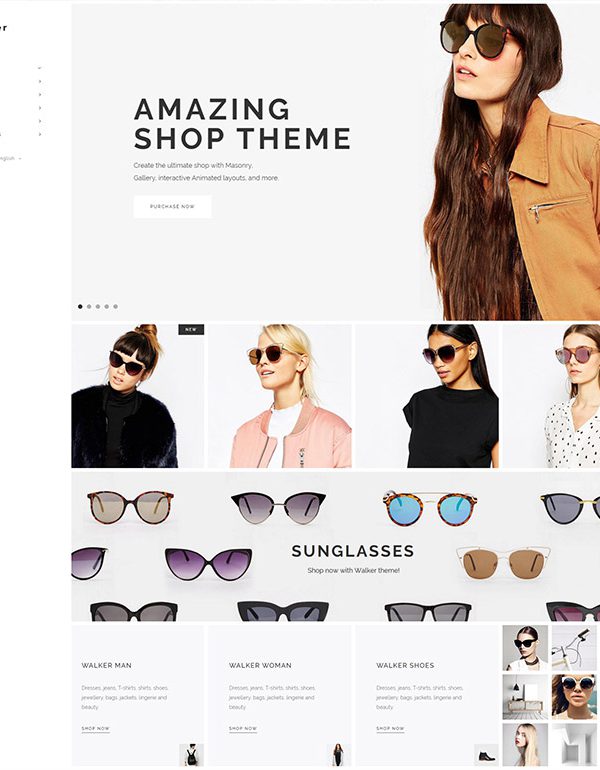 AMAZING
SHOP THEME
Create the ultimate shop with Masonry,
Gallery, interactive Animated layouts, and more.
PURCHASE NOW
NEW
SUNGLASSES
Shop now with Walker theme!
WALKER MAN
Dresses, jeans, T-shirts, shirts, shoes,
jewellery, bags, jackets, lingerie and
beauty
SHOP NOW
WALKER WOMAN
Dresses, jeans, T-shirts, shirts, shoes,
jewellery, bags, jackets, lingerie and
beauty
SHOP NOW
WALKER SHOES
Dresses, jeans, T-shirts, shirts, shoes,
jewellery, bags, jackets, lingerie and
beauty
SHOP NOW